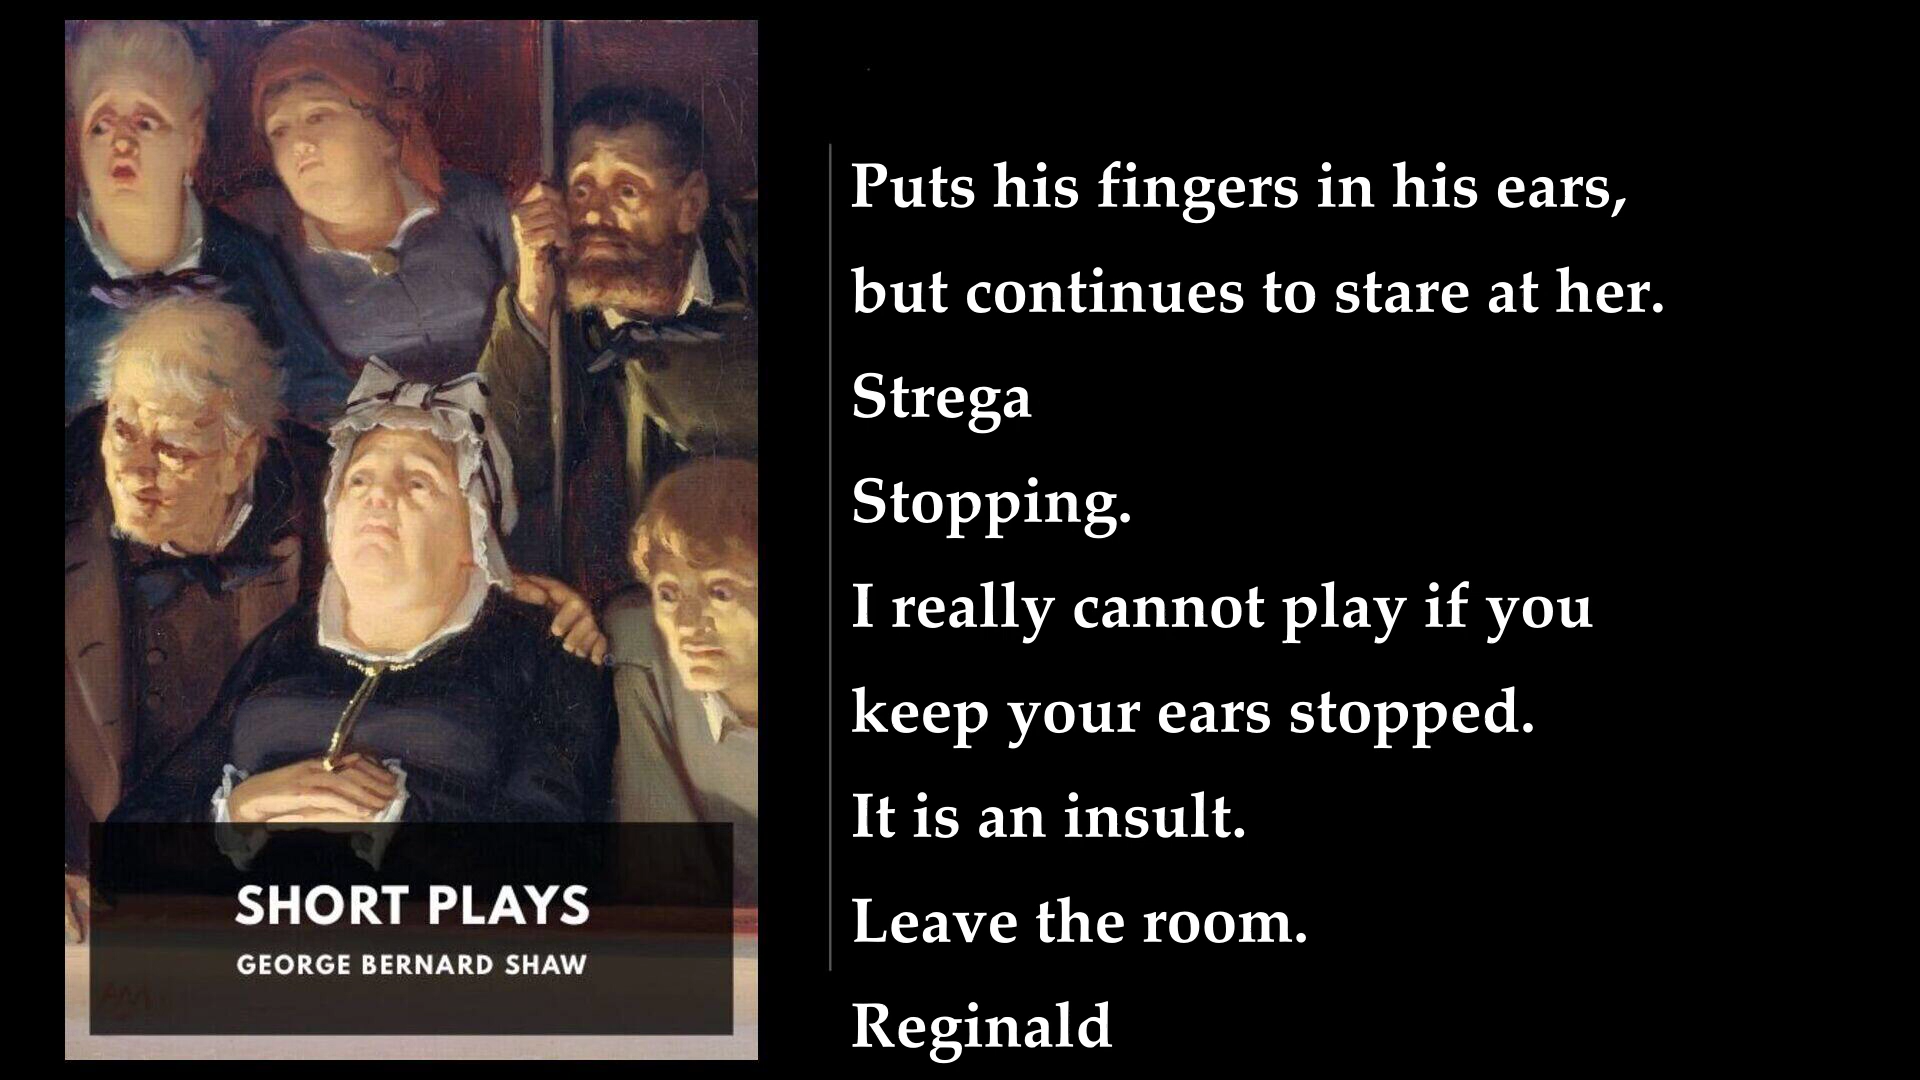 Puts his fingers in his ears,
but continues to stare at her.
Strega
Stopping.
I really cannot play if you
keep your ears stopped.
It is an insult.
Leave the room.
Reginald
SHORT PLAYS
GEORGE BERNARD SHAW